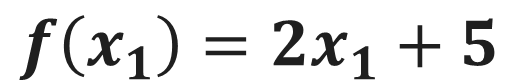 f(x₁) = 2x₁ + 5